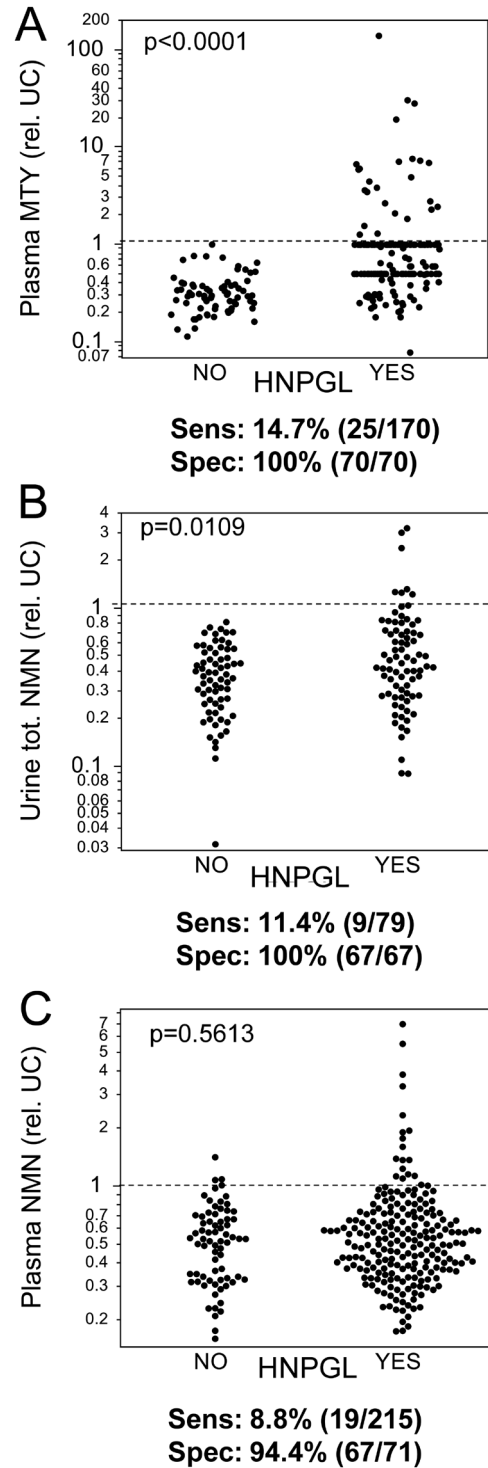 A
p<0.0001
Plasma MTY (rel. UC)
200
100
60
40
30
20
10
7
5
3
2
1
0.6
0.4
0.3
0.2
0.1
0.07
NO
HNPGL
YES
Sens: 14.7% (25/170)
Spec: 100% (70/70)
B
p=0.0109
Urine tot. NMN (rel. UC)
4
3
2
1
0.8
0.6
0.5
0.4
0.3
0.2
0.1
0.08
0.06
0.05
0.04
0.03
NO
HNPGL
YES
Sens: 11.4% (9/79)
Spec: 100% (67/67)
C
p=0.5613
Plasma NMN (rel. UC)
7
6
5
4
3
2
1
0.7
0.6
0.5
0.4
0.3
0.2
NO
HNPGL
YES
Sens: 8.8% (19/215)
Spec: 94.4% (67/71)